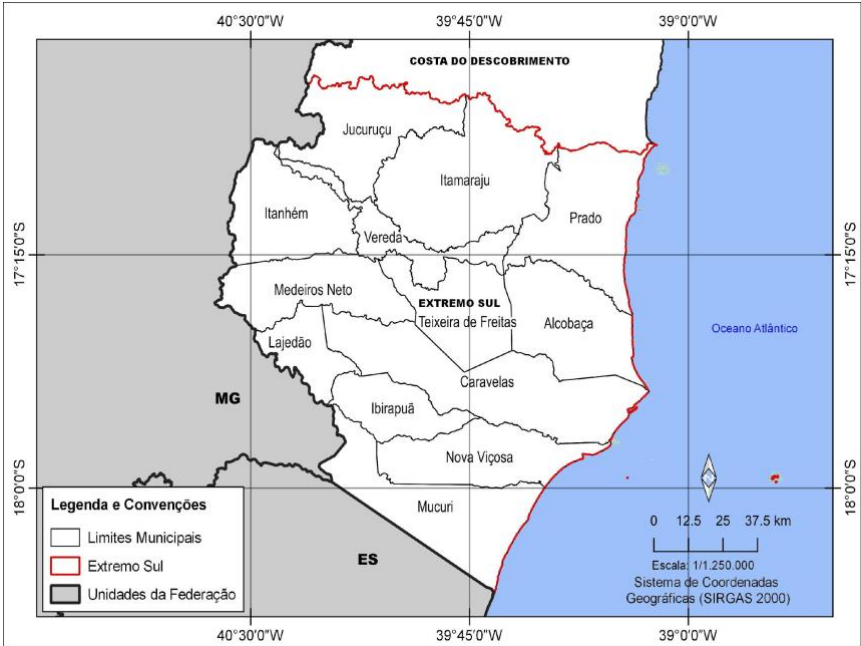 40°30'0"W
39°45'0"W
39°0'0"W
COSTA DO DESCOBRIMENTO
Jucuruçu
Itamaraju
Itanhém
Prado
Vereda
17°15'0"S
17°15'0"S
Medeiros Neto
EXTREMO SUL
Teixeira de Freitas
Alcobaça
Oceano Atlântico
Lajedão
Caravelas
MG
Ibirapuã
Nova Viçosa
18°0'0"S
18°0'0"S
Mucuri
Legenda e Convenções
Limites Municipais
Extremo Sul
Unidades da Federação
ES
0 12.5 25 37.5 km
Escala: 1/1.250.000
Sistema de Coordenadas
Geográficas (SIRGAS 2000)
40°30'0"W
39°45'0"W
39°0'0"W